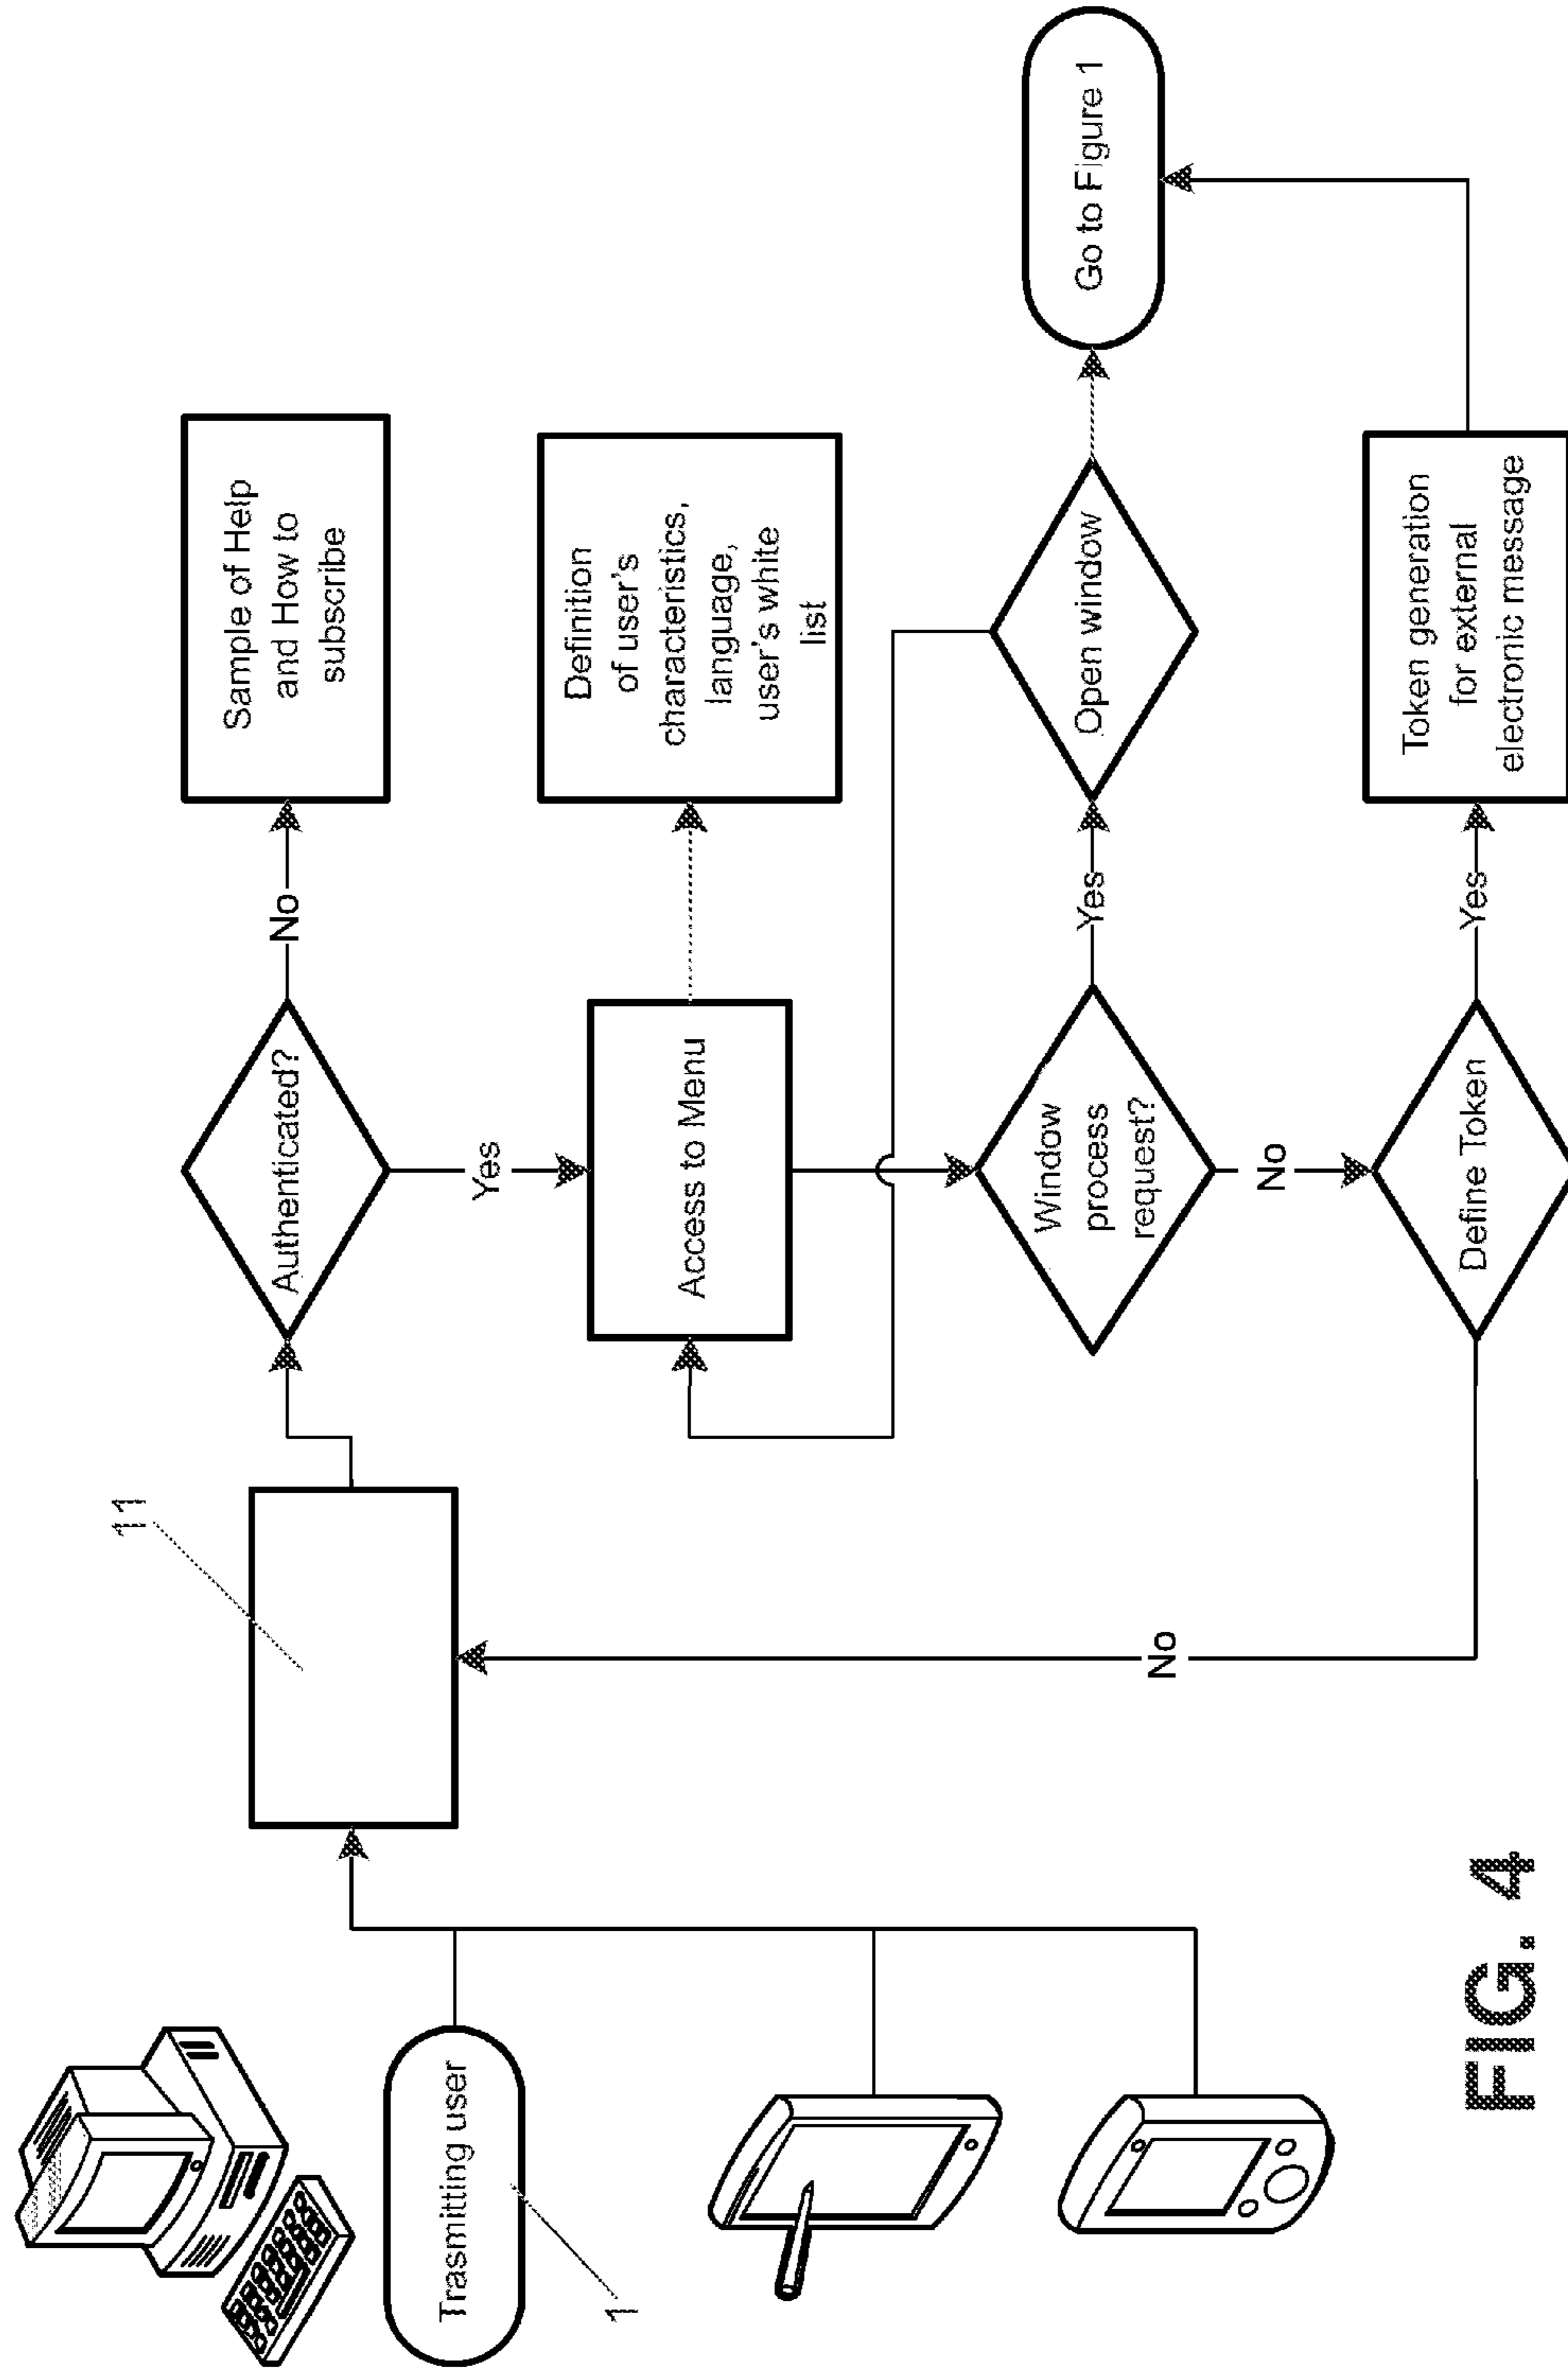 Trasmitting user
1
11
Authenticated?
No
Sample of Help
and How to
subscribe
Yes
Access to Menu
Definition
of user's
characteristics,
language,
user's white
list
Window
process
request?
Yes
Open window
Go to Figure 1
No
Define Token
Yes
Token generation
for external
electronic message
No
FIG. 4